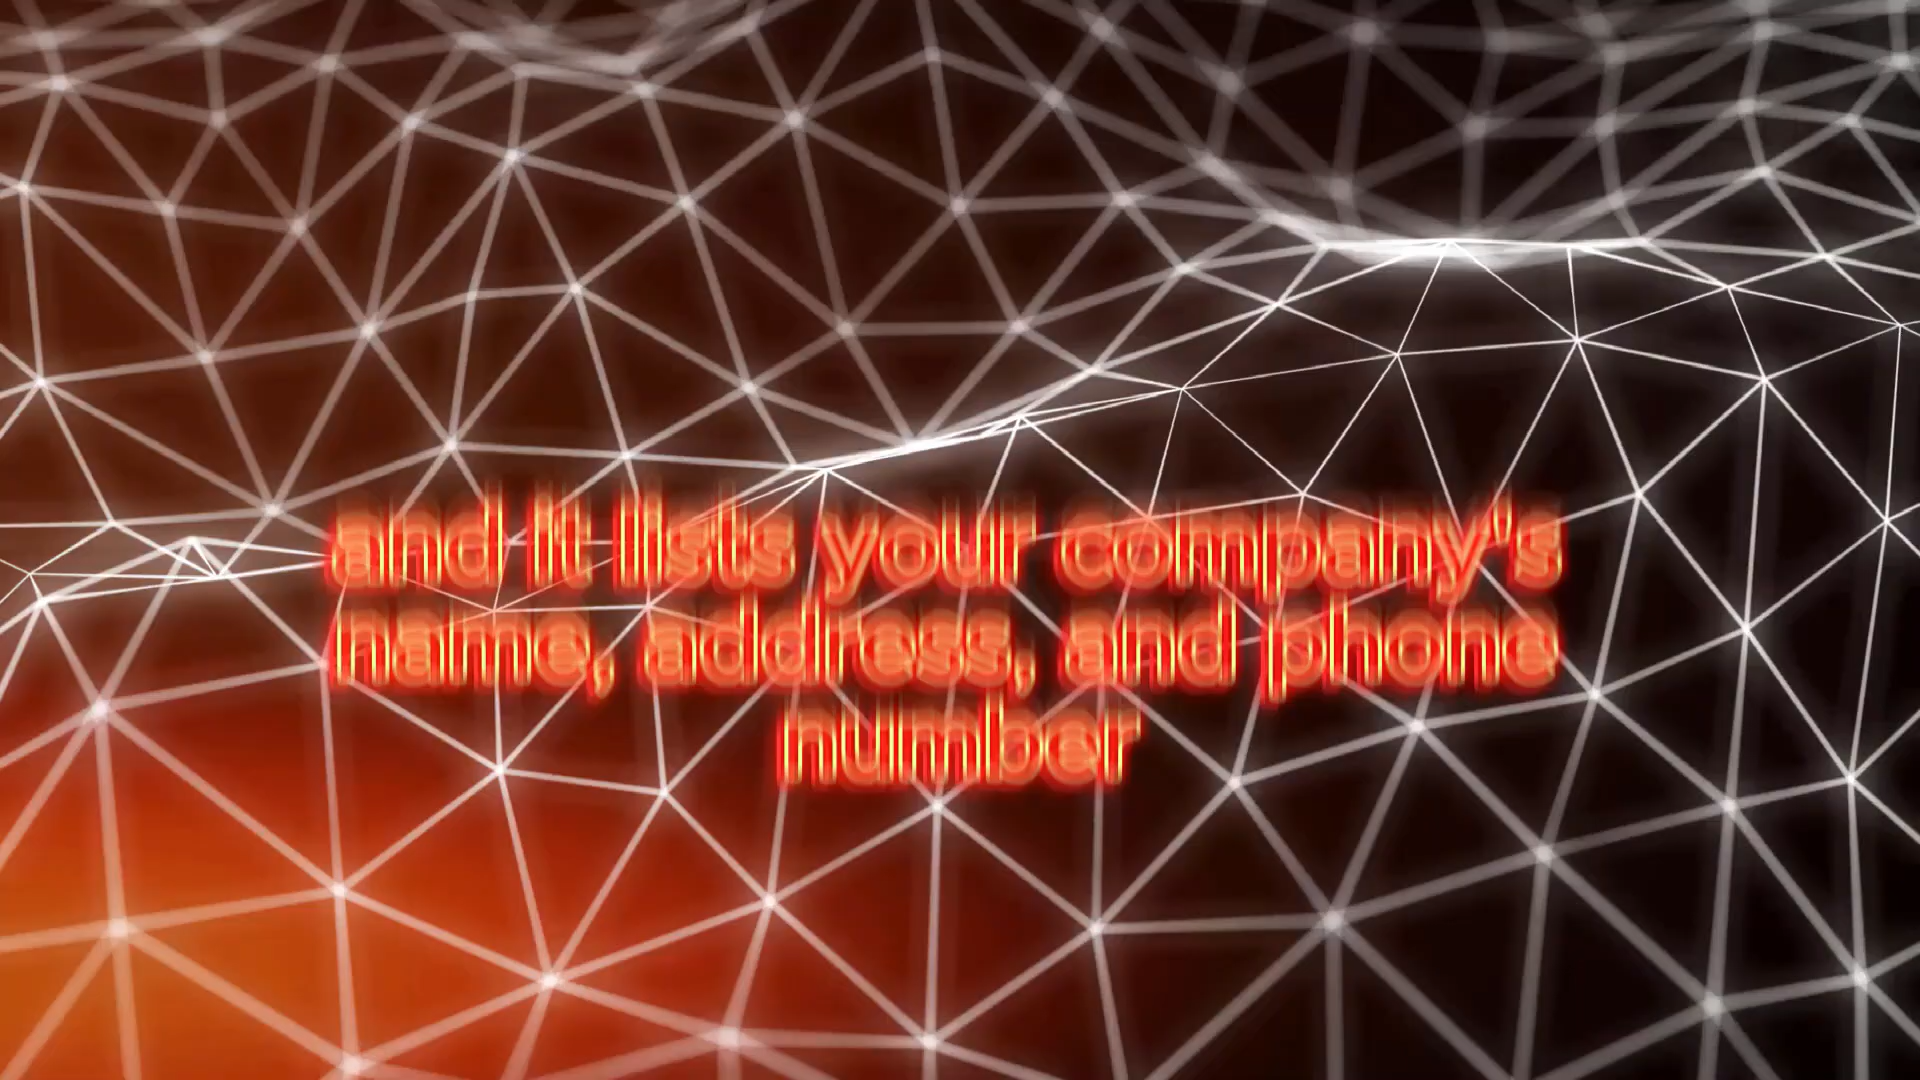 and it lists your company's
name, address, and phone
number